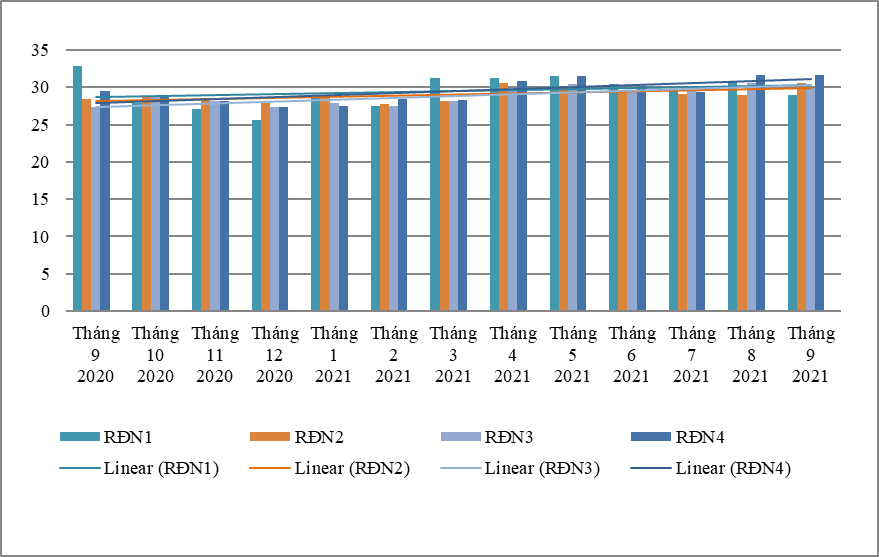 35
30
25
20
15
10
5
0
Tháng Tháng Tháng Tháng Tháng Tháng Tháng Tháng Tháng Tháng Tháng Tháng Tháng
9 10 11 12 1 2 3 4 5 6 7 8 9
2020 2020 2020 2020 2021 2021 2021 2021 2021 2021 2021 2021 2021
RĐN1 RĐN2 RĐN3 RĐN4
Linear (RĐN1) Linear (RĐN2) Linear (RĐN3) Linear (RĐN4)